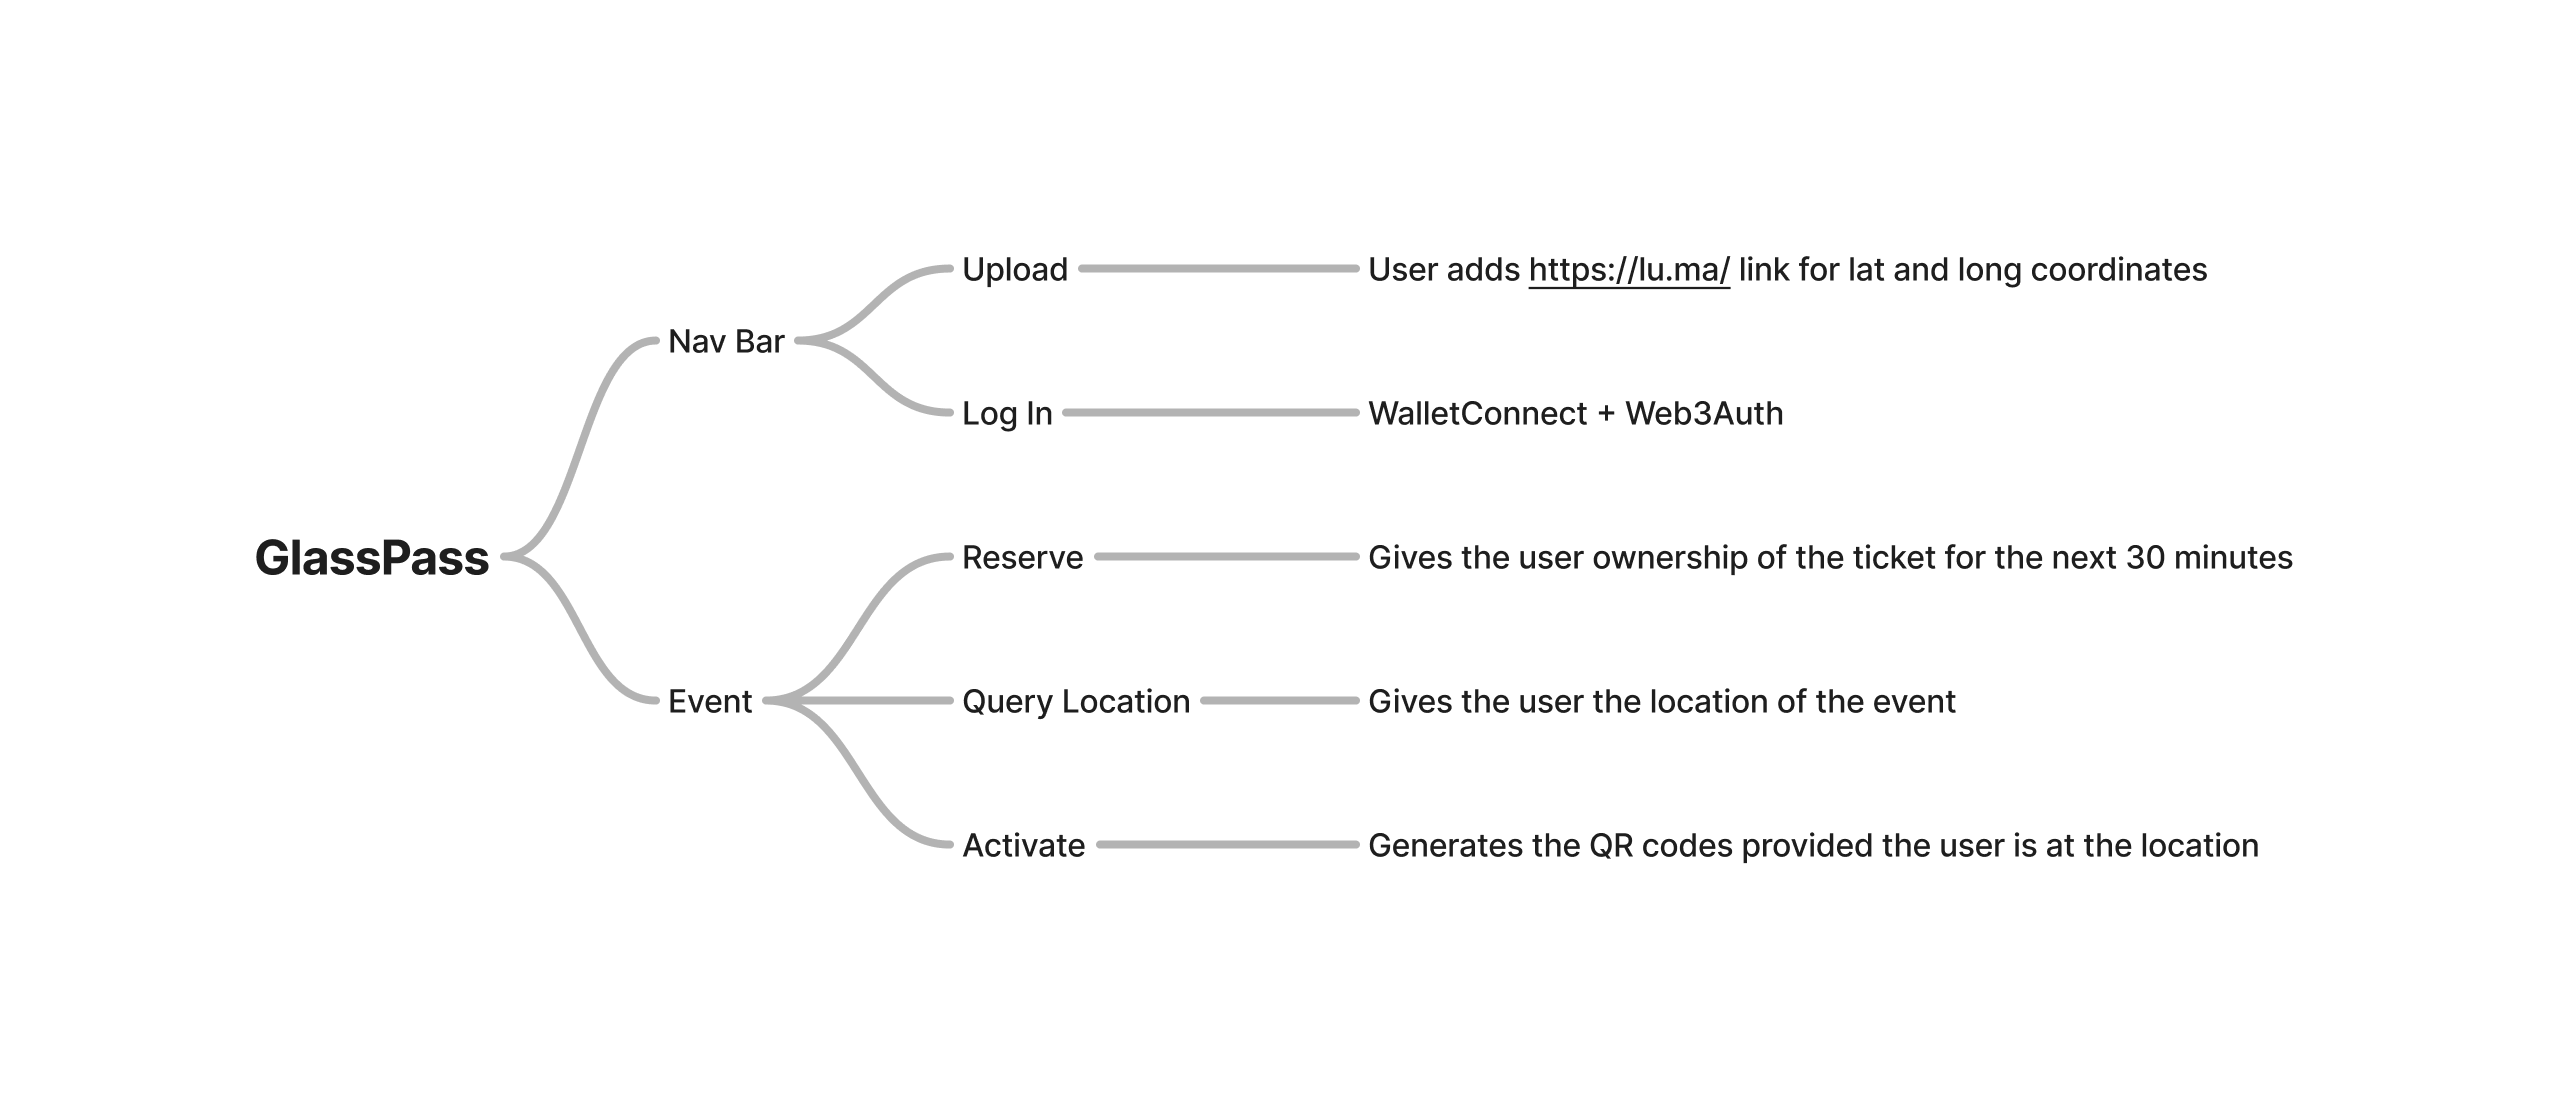 GlassPass
Nav Bar
Upload
User adds https://lu.ma/ link for lat and long coordinates
Log In
WalletConnect + Web3Auth
Event
Reserve
Gives the user ownership of the ticket for the next 30 minutes
Query Location
Gives the user the location of the event
Activate
Generates the QR codes provided the user is at the location